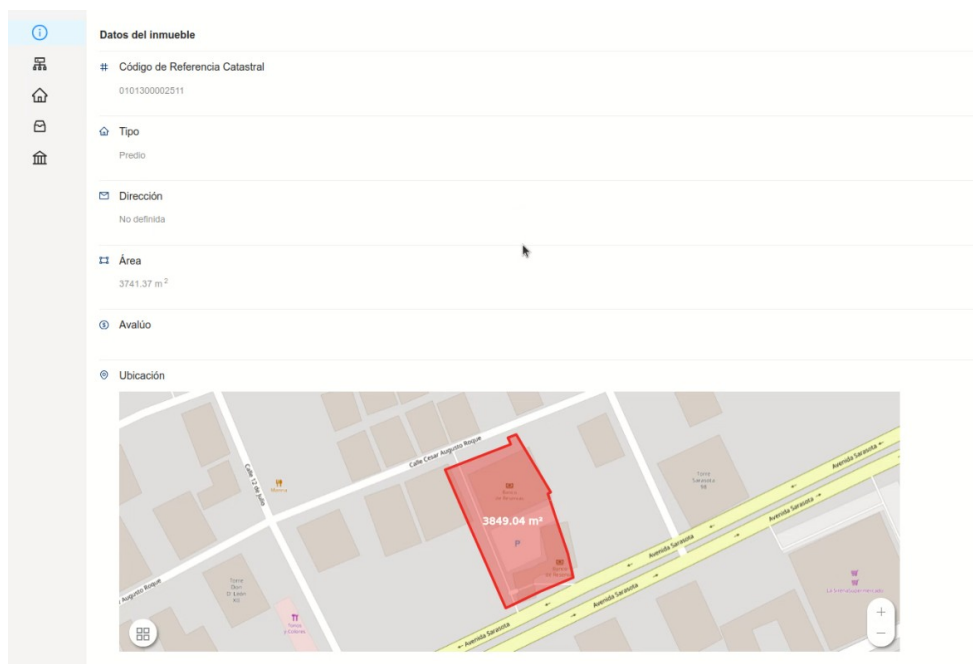 Datos del inmueble
Código de Referencia Catastral
0101300002511
Tipo
Predio
Dirección
No definida
Área
3741.37 m²
Avalúo
Ubicación
Calle Cesar Augusto Roque
Calle 12 de Julio
Torre
Sarasota
Avenida Sarasota
3849.04 m²
Banco
Avenida Sarasota
Avenida Sarasota
Torre
Augusto Roque
Avenida Sarasota
Avenida Sarasota
+
−